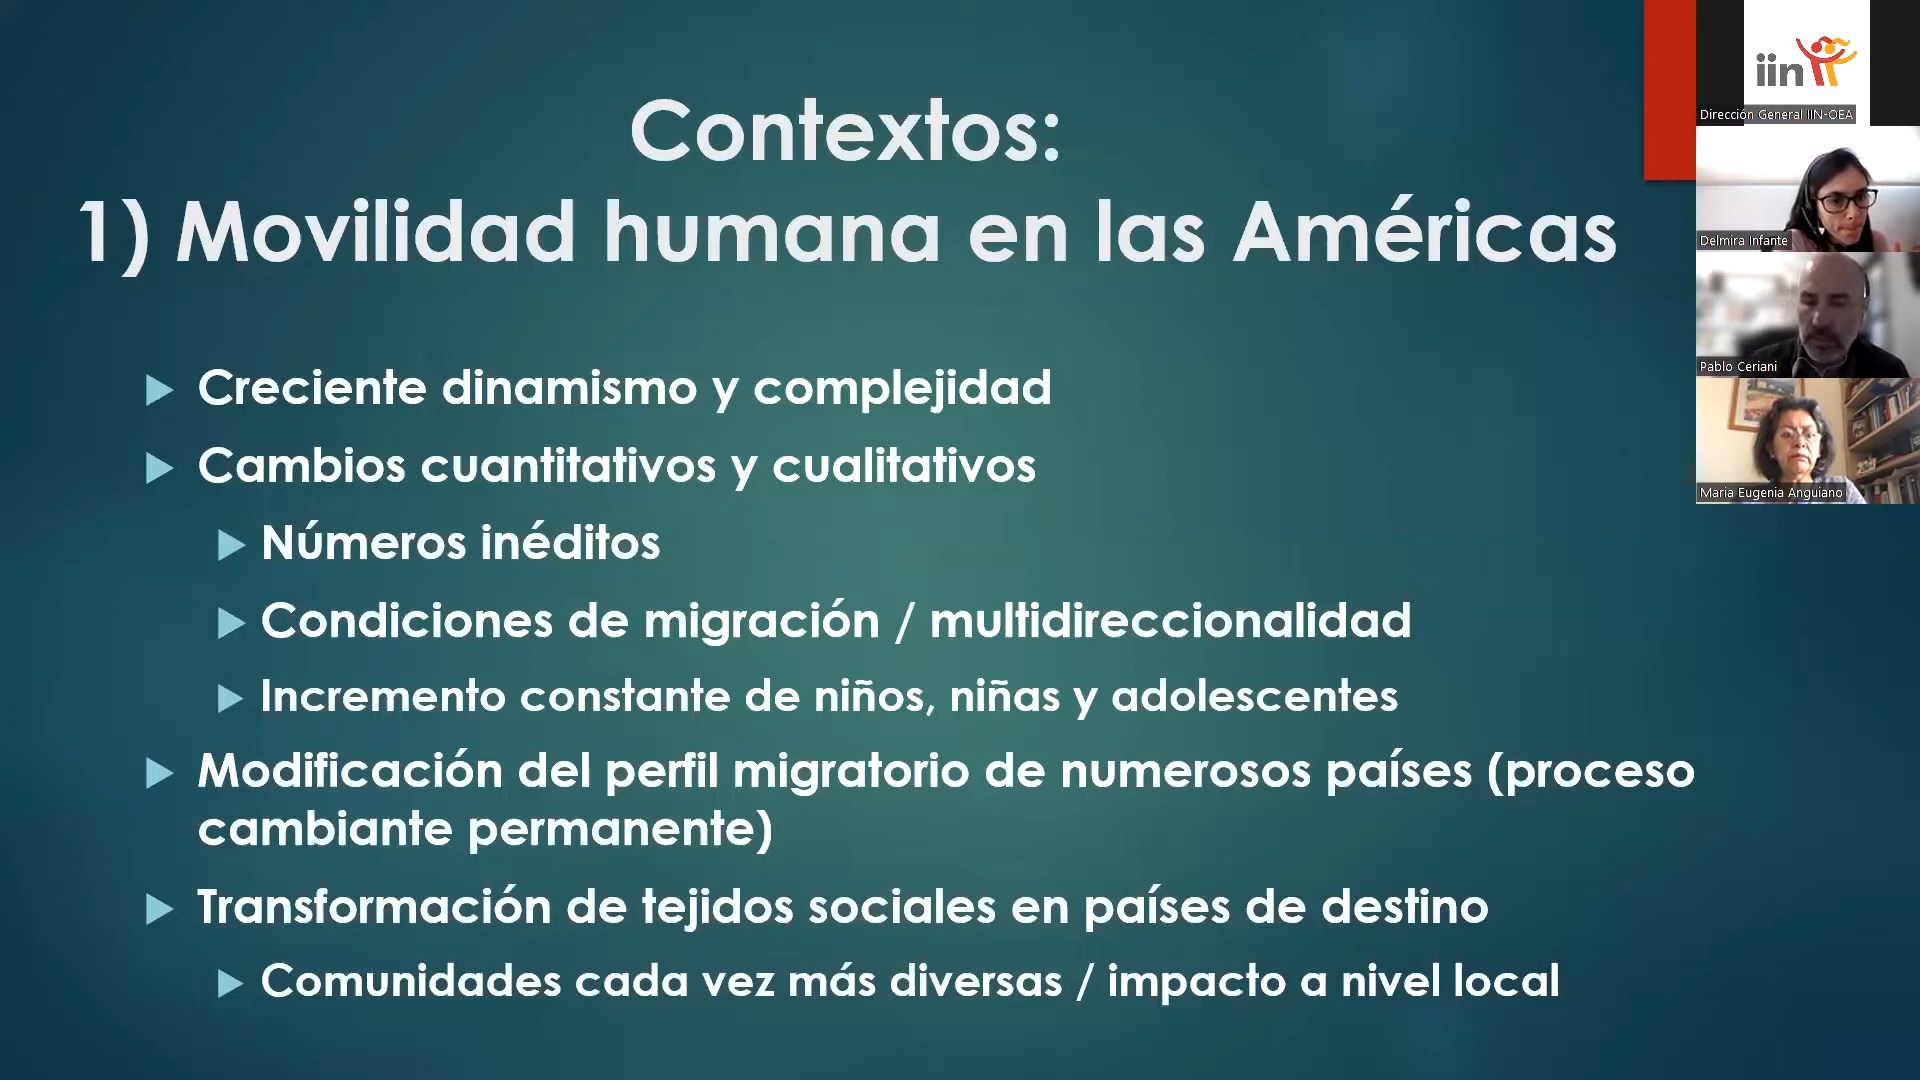 Contextos:
1) Movilidad humana en las Américas
Creciente dinamismo y complejidad
Cambios cuantitativos y cualitativos
Números inéditos
Condiciones de migración / multidireccionalidad
Incremento constante de niños, niñas y adolescentes
Modificación del perfil migratorio de numerosos países (proceso
cambiante permanente)
Transformación de tejidos sociales en países de destino
Comunidades cada vez más diversas / impacto a nivel local
iin
Dirección General IIN-OEA
Delmira Infante
Pablo Ceriani
Maria Eugenia Anguiano